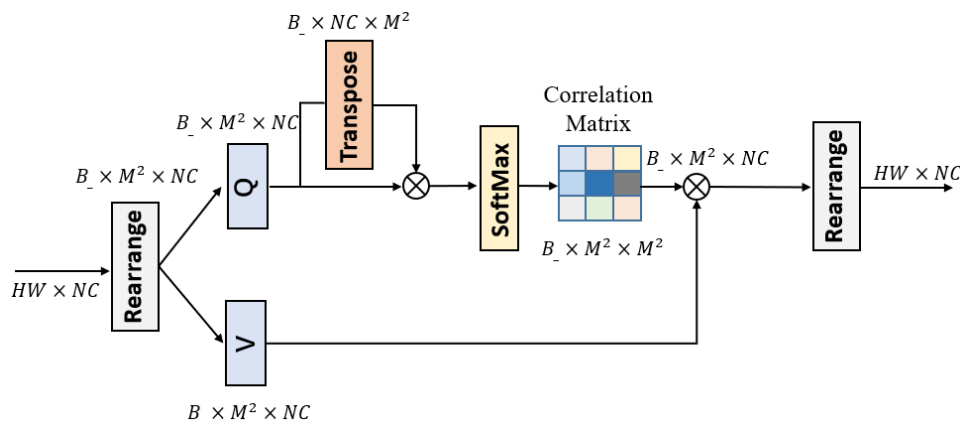 B_ × NC × M²
Transpose
Correlation
Matrix
B_ × M² × NC
B_ × M² × NC
B_ × M² × NC
Q
SoftMax
Rearrange
HW × NC
Rearrange
HW × NC
B_ × M² × M²
V
B × M² × NC